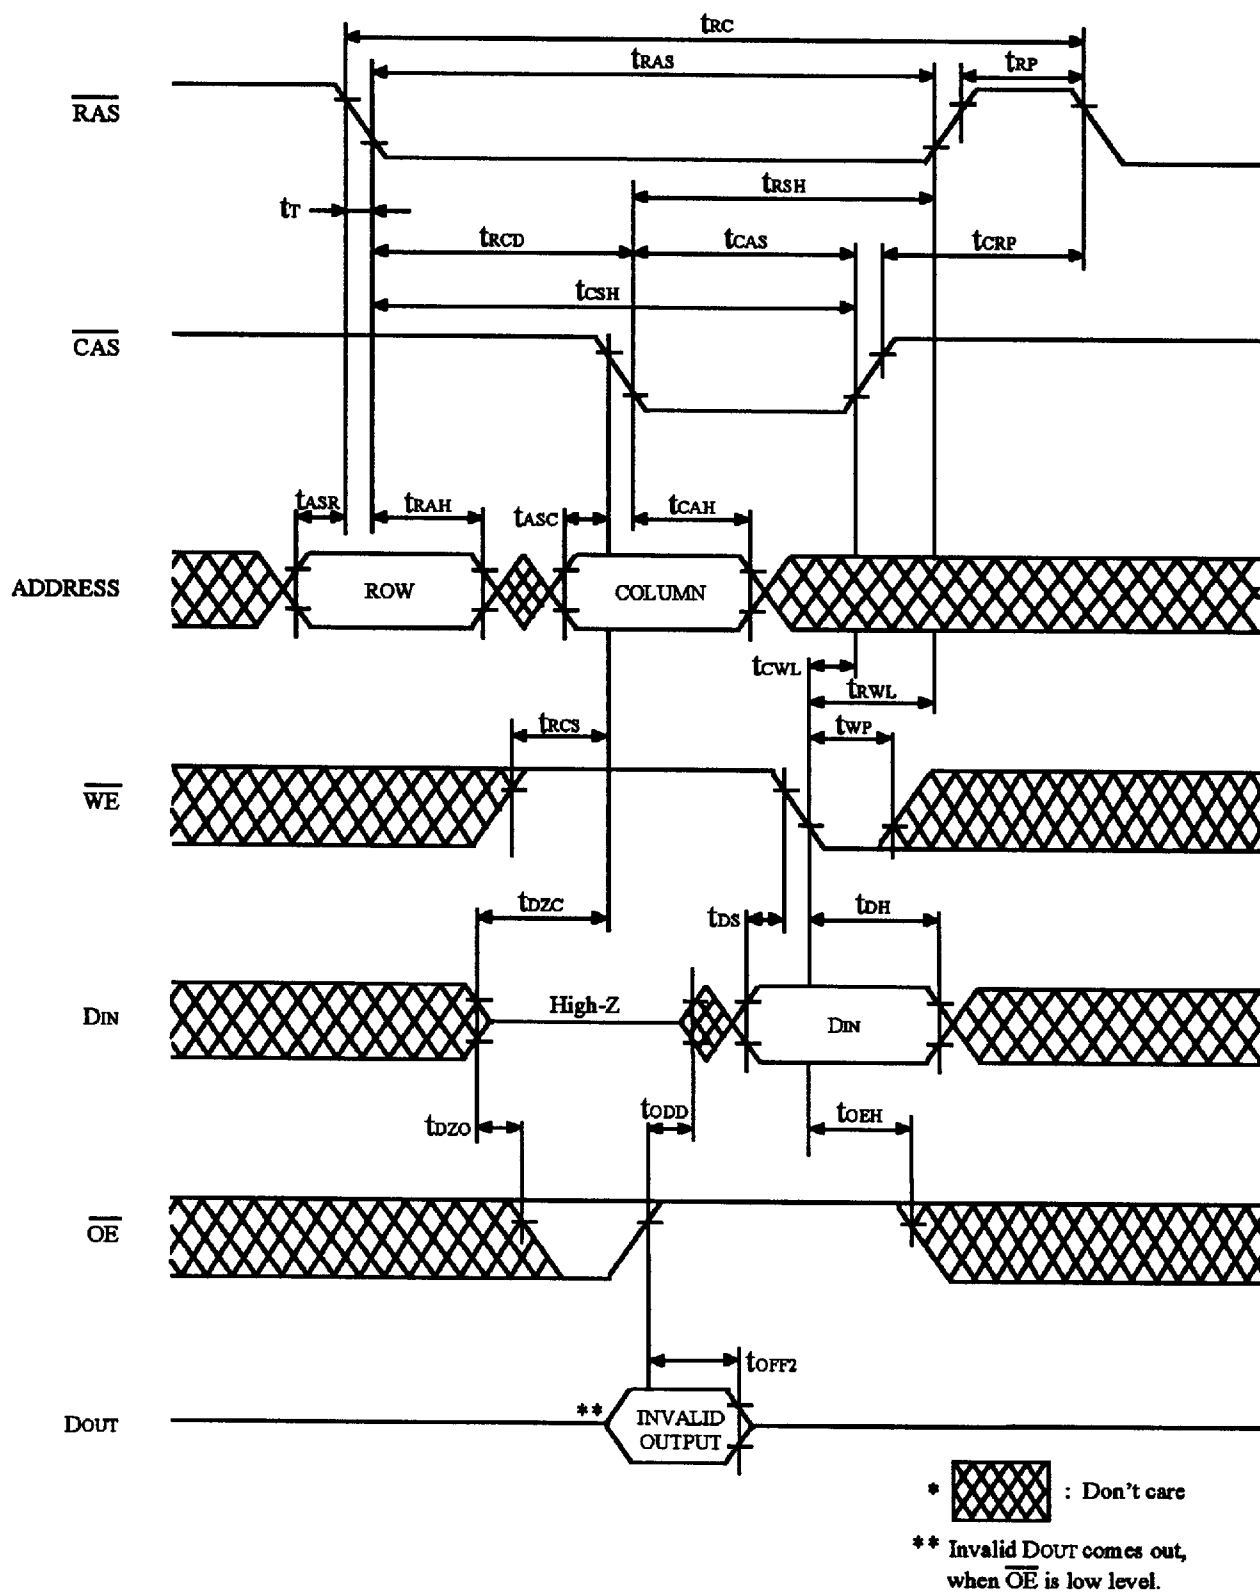 tRC
tRAS
tRP
RAS
tRSH
tT
tRCD
tCAS
tCRP
tCSH
CAS
tASR
tRAH
tASC
tCAH
ADDRESS
ROW
COLUMN
tCWL
tRWL
tRCS
tWP
WE
tDZC
tDS
tDH
High-Z
DIN
DIN
tODD
tOEH
tDZO
OE
tOFF2
**
DOUT
INVALID
OUTPUT
* : Don't care
** Invalid DOUT comes out,
when OE is low level.